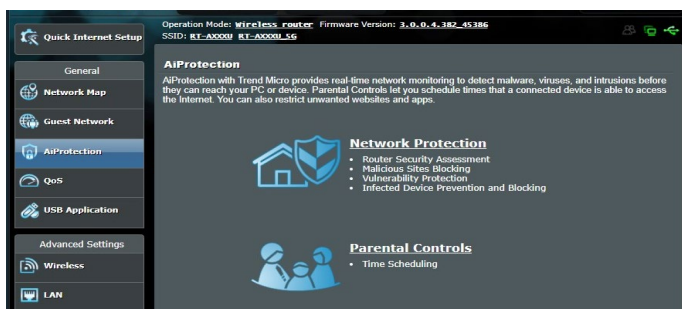 Operation Mode: Wireless router Firmware Version: 3.0.0.4.382_45386
SSID: RT-AXXXU RT-AXXXU_5G
Quick Internet Setup
General
Network Map
Guest Network
AiProtection
QoS
USB Application
Advanced Settings
Wireless
LAN
AiProtection
AiProtection with Trend Micro provides real-time network monitoring to detect malware, viruses, and intrusions before
they can reach your PC or device. Parental Controls let you schedule times that a connected device is able to access
the Internet. You can also restrict unwanted websites and apps.
Network Protection
• Router Security Assessment
• Malicious Sites Blocking
• Vulnerability Protection
• Infected Device Prevention and Blocking
Parental Controls
• Time Scheduling